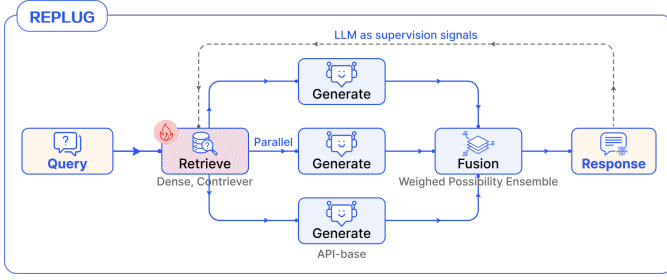 REPLUG
LLM as supervision signals
Generate
Query
Retrieve
Parallel
Generate
Fusion
Response
Dense, Contriever
Weighed Possibility Ensemble
Generate
API-base